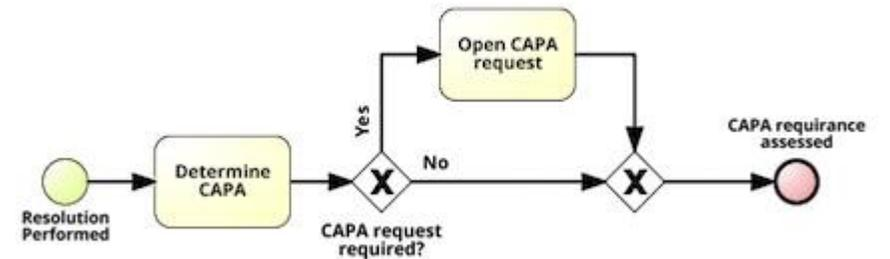 Open CAPA
request
Yes
No
CAPA requirance
assessed
Determine
CAPA
X
X
Resolution
Performed
CAPA request
required?